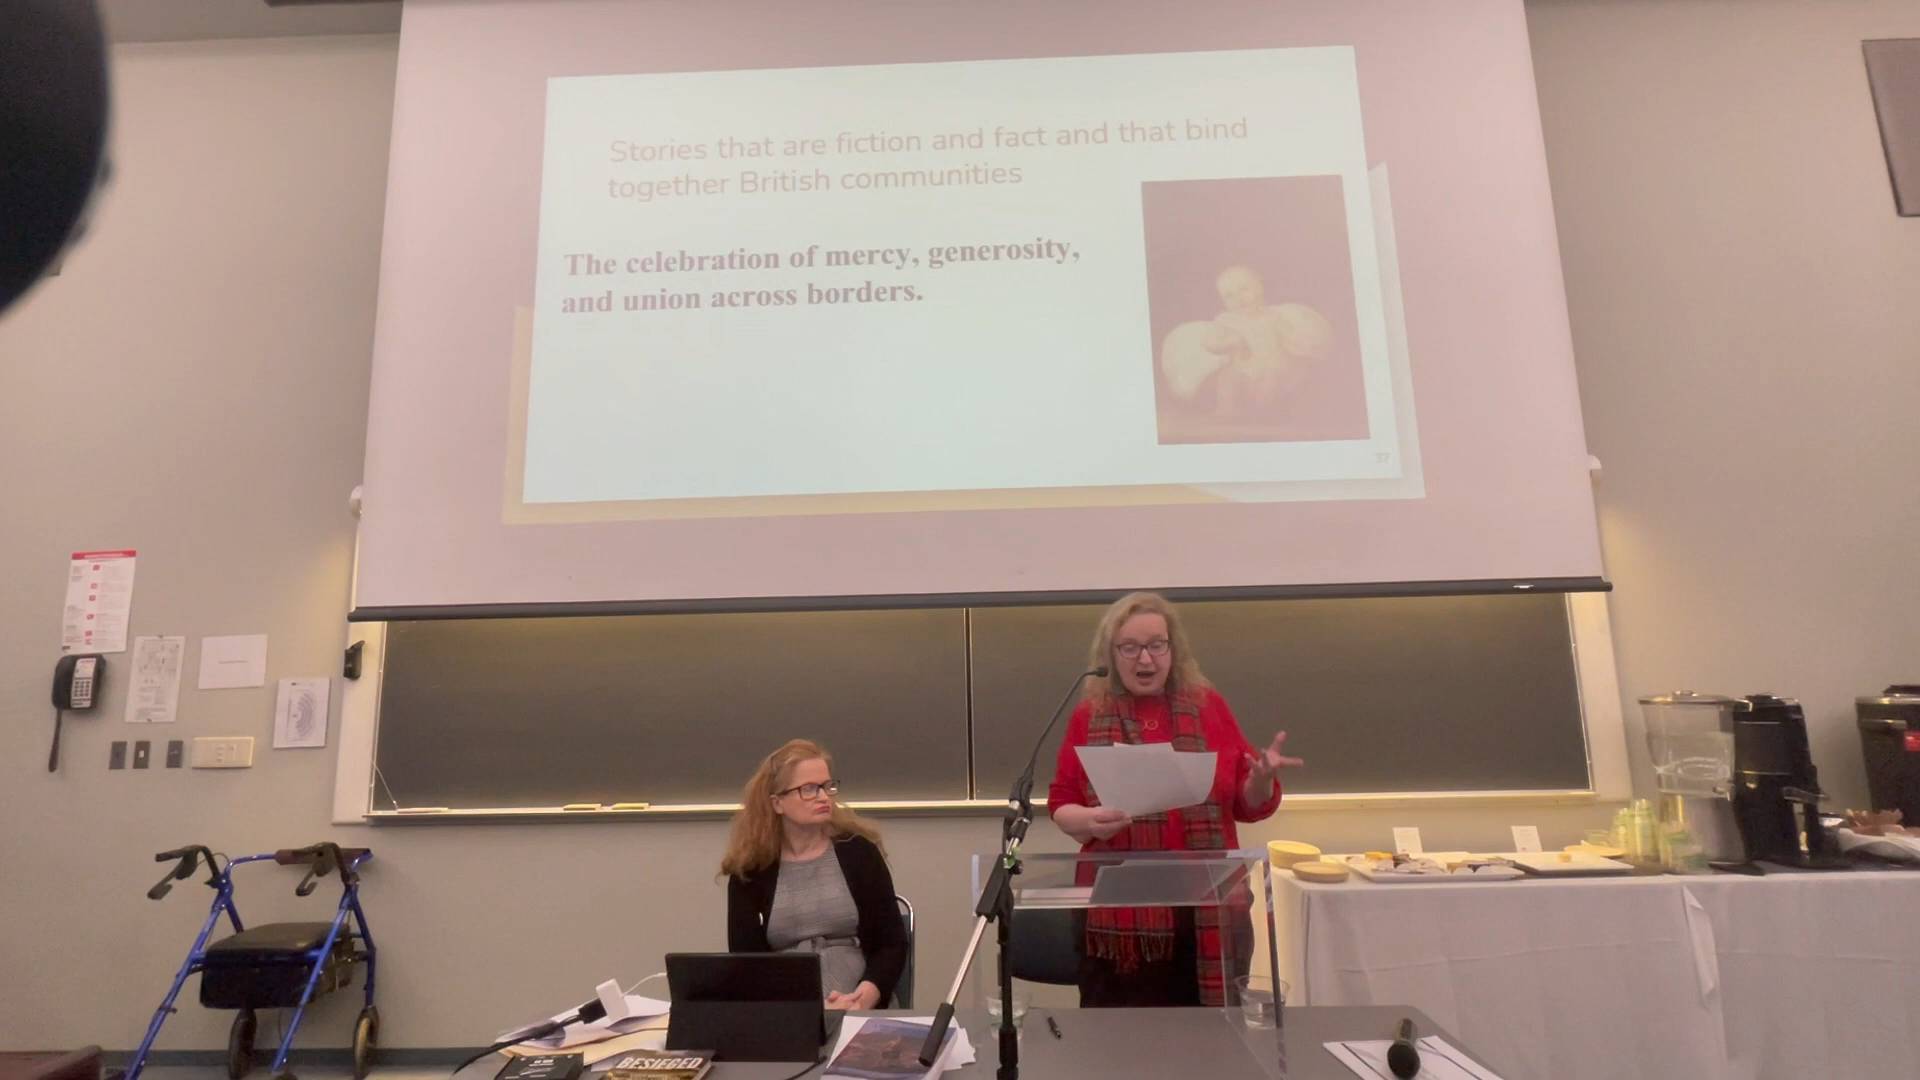 Stories that are fiction and fact and that bind
together British communities
The celebration of mercy, generosity,
and union across borders.
37
BESIEGED